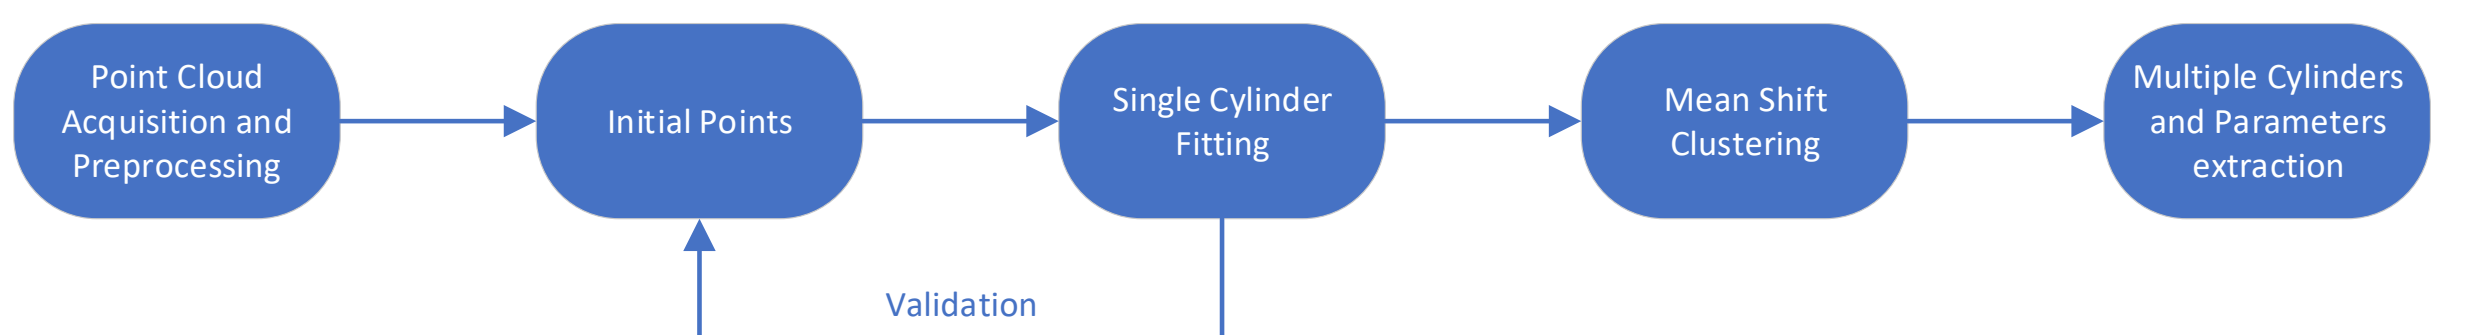 Point Cloud
Acquisition and
Preprocessing
Initial Points
Single Cylinder
Fitting
Mean Shift
Clustering
Multiple Cylinders
and Parameters
extraction
Validation